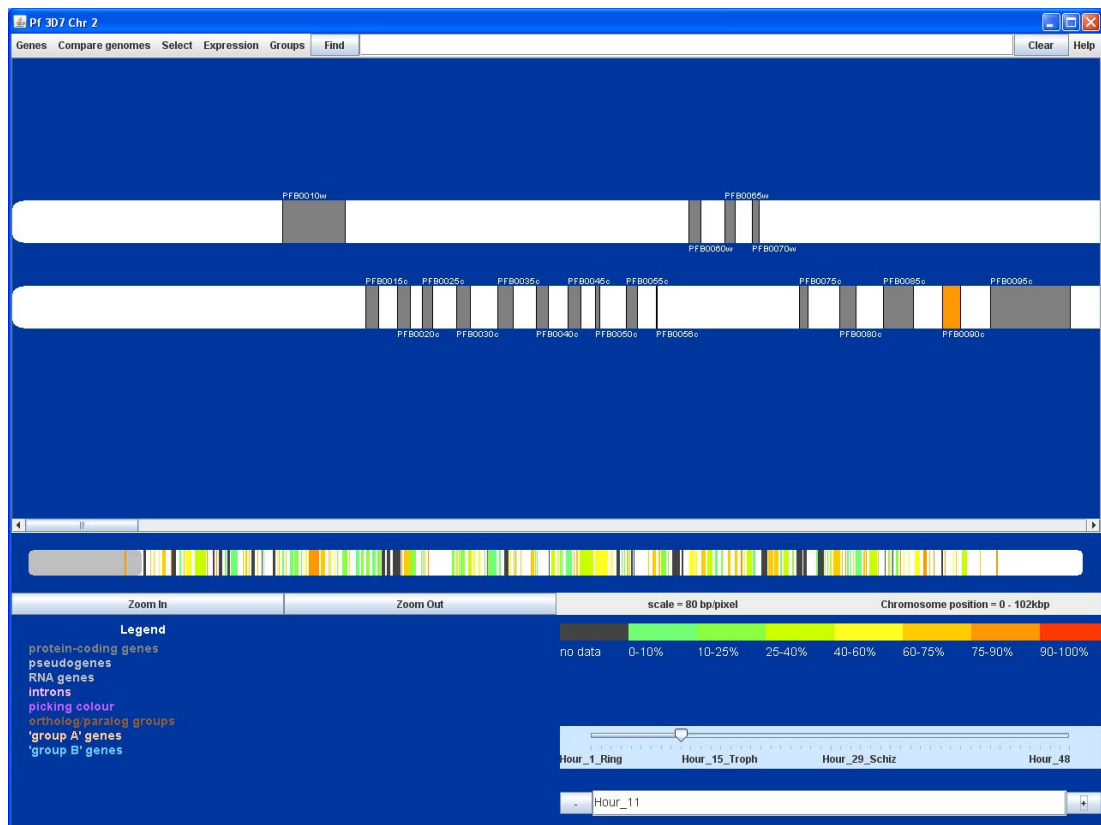 Pf 3D7 Chr 2
Genes Compare genomes Select Expression Groups Find Clear Help
PFB0010w PFB0065w
PFB0060w PFB0070w
PFB0015c PFB0025c PFB0035c PFB0045c PFB0055c PFB0075c PFB0085c PFB0095c
PFB0020c PFB0030c PFB0040c PFB0050c PFB0056c PFB0080c PFB0090c
Zoom In Zoom Out scale = 80 bp/pixel Chromosome position = 0 - 102kbp
Legend
protein-coding genes
pseudogenes
RNA genes
introns
picking colour
ortholog/paralog groups
'group A' genes
'group B' genes
no data 0-10% 10-25% 25-40% 40-60% 60-75% 75-90% 90-100%
Hour_1_Ring Hour_15_Troph Hour_29_Schiz Hour_48
- Hour_11 +